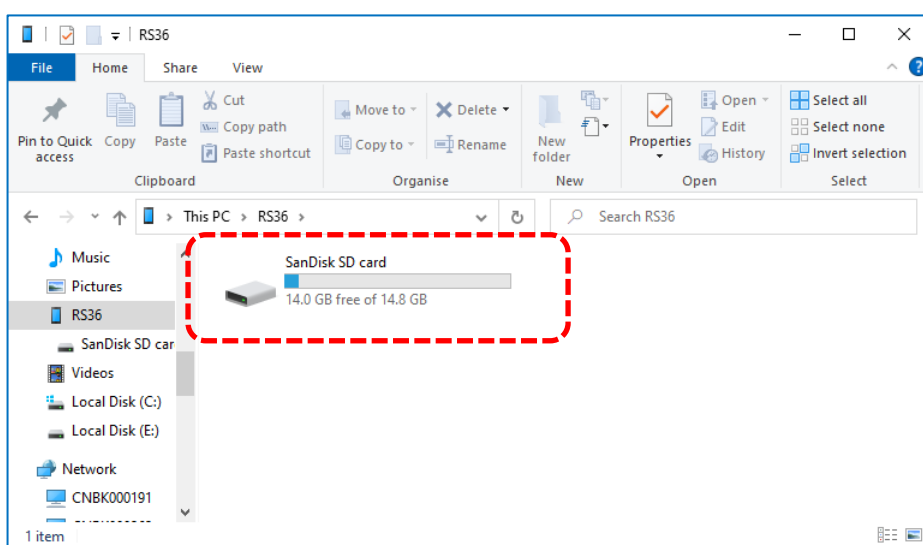 RS36
File Home Share View
Pin to Quick access
Copy
Paste
Cut
Copy path
Paste shortcut
Clipboard
Move to
Copy to
Delete
Rename
Organise
New folder
New
Properties
Open
Edit
History
Open
Select all
Select none
Invert selection
Select
This PC > RS36 >
Search RS36
Music
Pictures
RS36
SanDisk SD car
Videos
Local Disk (C:)
Local Disk (E:)
Network
CNBK000191
SanDisk SD card
14.0 GB free of 14.8 GB
1 item